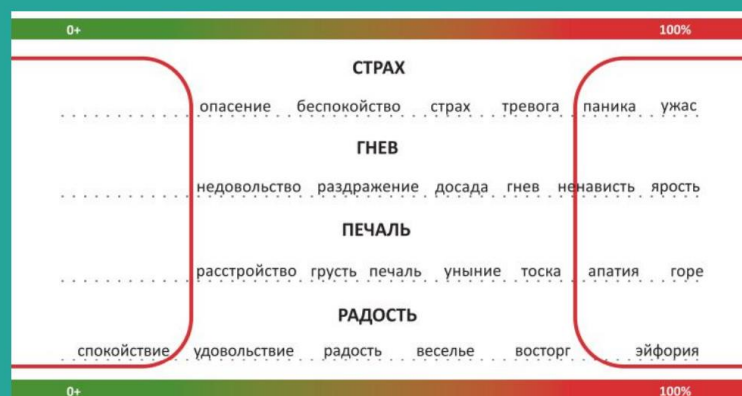 0+ 100%
СТРАХ
опасение беспокойство страх тревога паника ужас
ГНЕВ
недовольство раздражение досада гнев ненависть ярость
ПЕЧАЛЬ
расстройство грусть печаль уныние тоска апатия горе
РАДОСТЬ
спокойствие удовольствие радость веселье восторг эйфория
0+ 100%